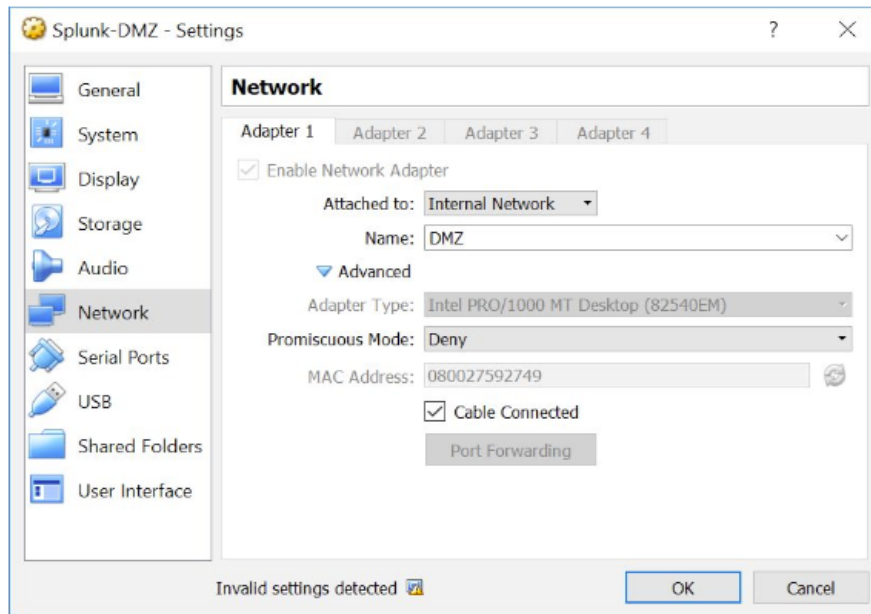 Splunk-DMZ - Settings
?
General
System
Display
Storage
Audio
Network
Serial Ports
USB
Shared Folders
User Interface
Network
Adapter 1
Adapter 2
Adapter 3
Adapter 4
Enable Network Adapter
Attached to: Internal Network
Name: DMZ
Advanced
Adapter Type: Intel PRO/1000 MT Desktop (82540EM)
Promiscuous Mode: Deny
MAC Address: 080027592749
Cable Connected
Port Forwarding
Invalid settings detected
OK
Cancel